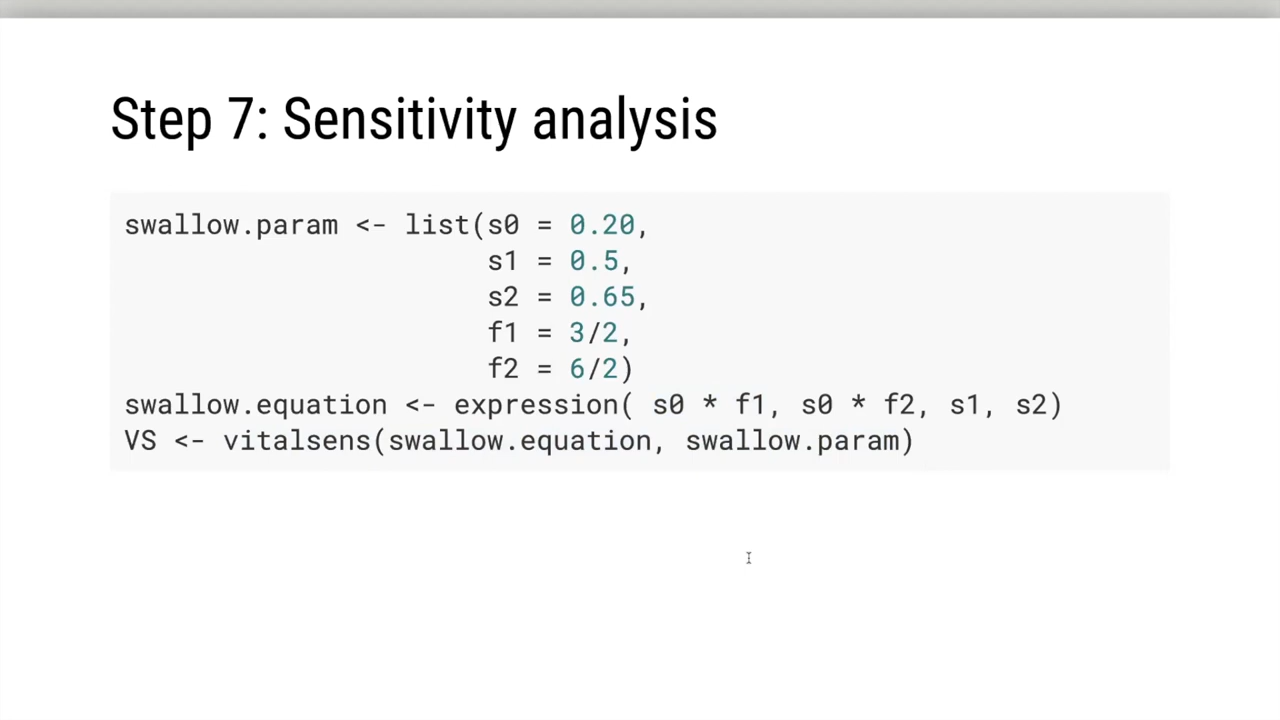 Step 7: Sensitivity analysis
swallow.param <- list(s0 = 0.20,
s1 = 0.5,
s2 = 0.65,
f1 = 3/2,
f2 = 6/2)
swallow.equation <- expression( s0 * f1, s0 * f2, s1, s2)
VS <- vitalsens(swallow.equation, swallow.param)